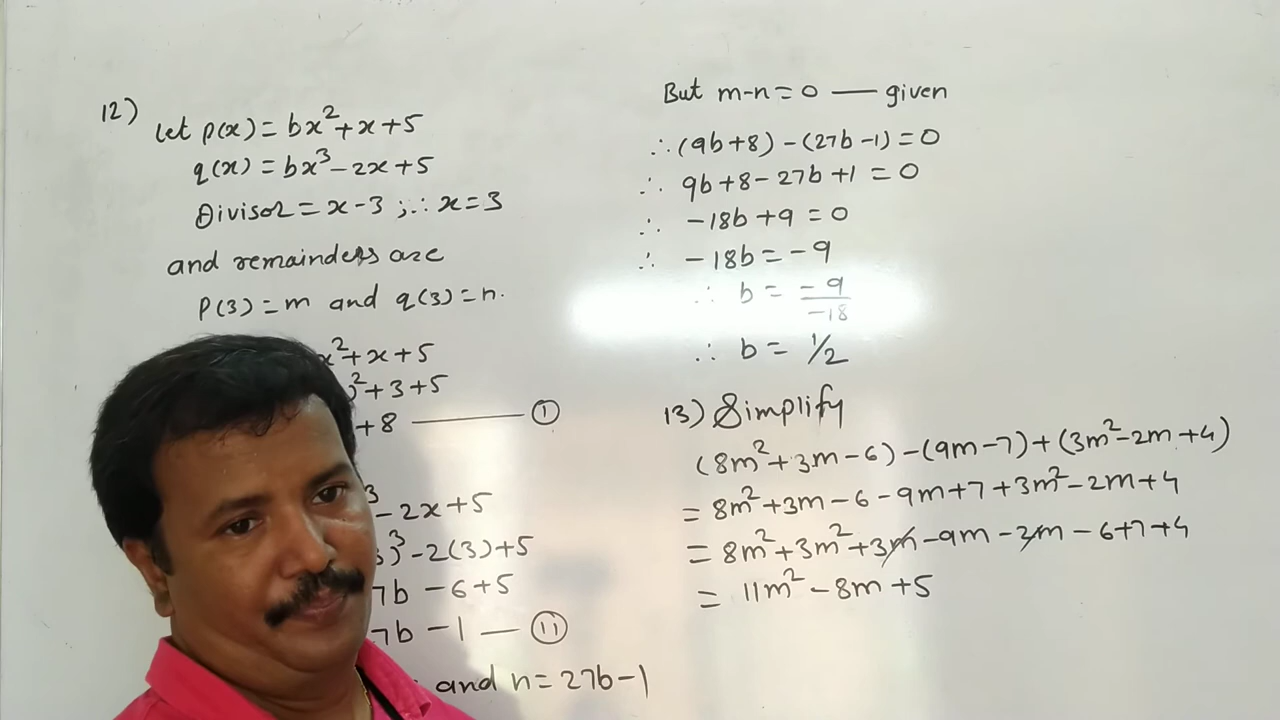 12) Let p(x) = bx² + x + 5
q(x) = bx³ - 2x + 5
Divisor = x - 3 ; ∴ x = 3
and remainders are
P(3) = m and q(3) = n.
x² + x + 5
)² + 3 + 5
+ 8 —— ①
³ - 2x + 5
)³ - 2(3) + 5
7b - 6 + 5
7b - 1 — ⑪
and n = 27b - 1
But m - n = 0 — given
∴ (9b + 8) - (27b - 1) = 0
∴ 9b + 8 - 27b + 1 = 0
∴ -18b + 9 = 0
∴ -18b = -9
∴ b = -9/-18
∴ b = 1/2
13) Simplify
(8m² + 3m - 6) - (9m - 7) + (3m² - 2m + 4)
= 8m² + 3m - 6 - 9m + 7 + 3m² - 2m + 4
= 8m² + 3m² + 3m - 9m - 2m - 6 + 7 + 4
= 11m² - 8m + 5